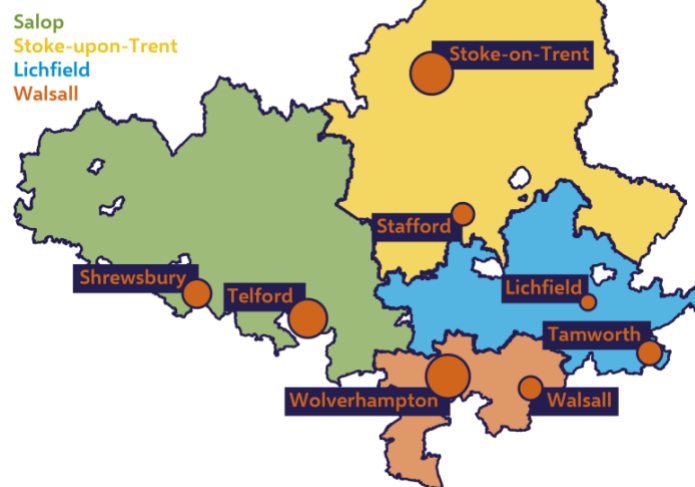 Salop
Stoke-upon-Trent
Lichfield
Walsall
Stoke-on-Trent
Stafford
Shrewsbury
Telford
Lichfield
Tamworth
Wolverhampton
Walsall